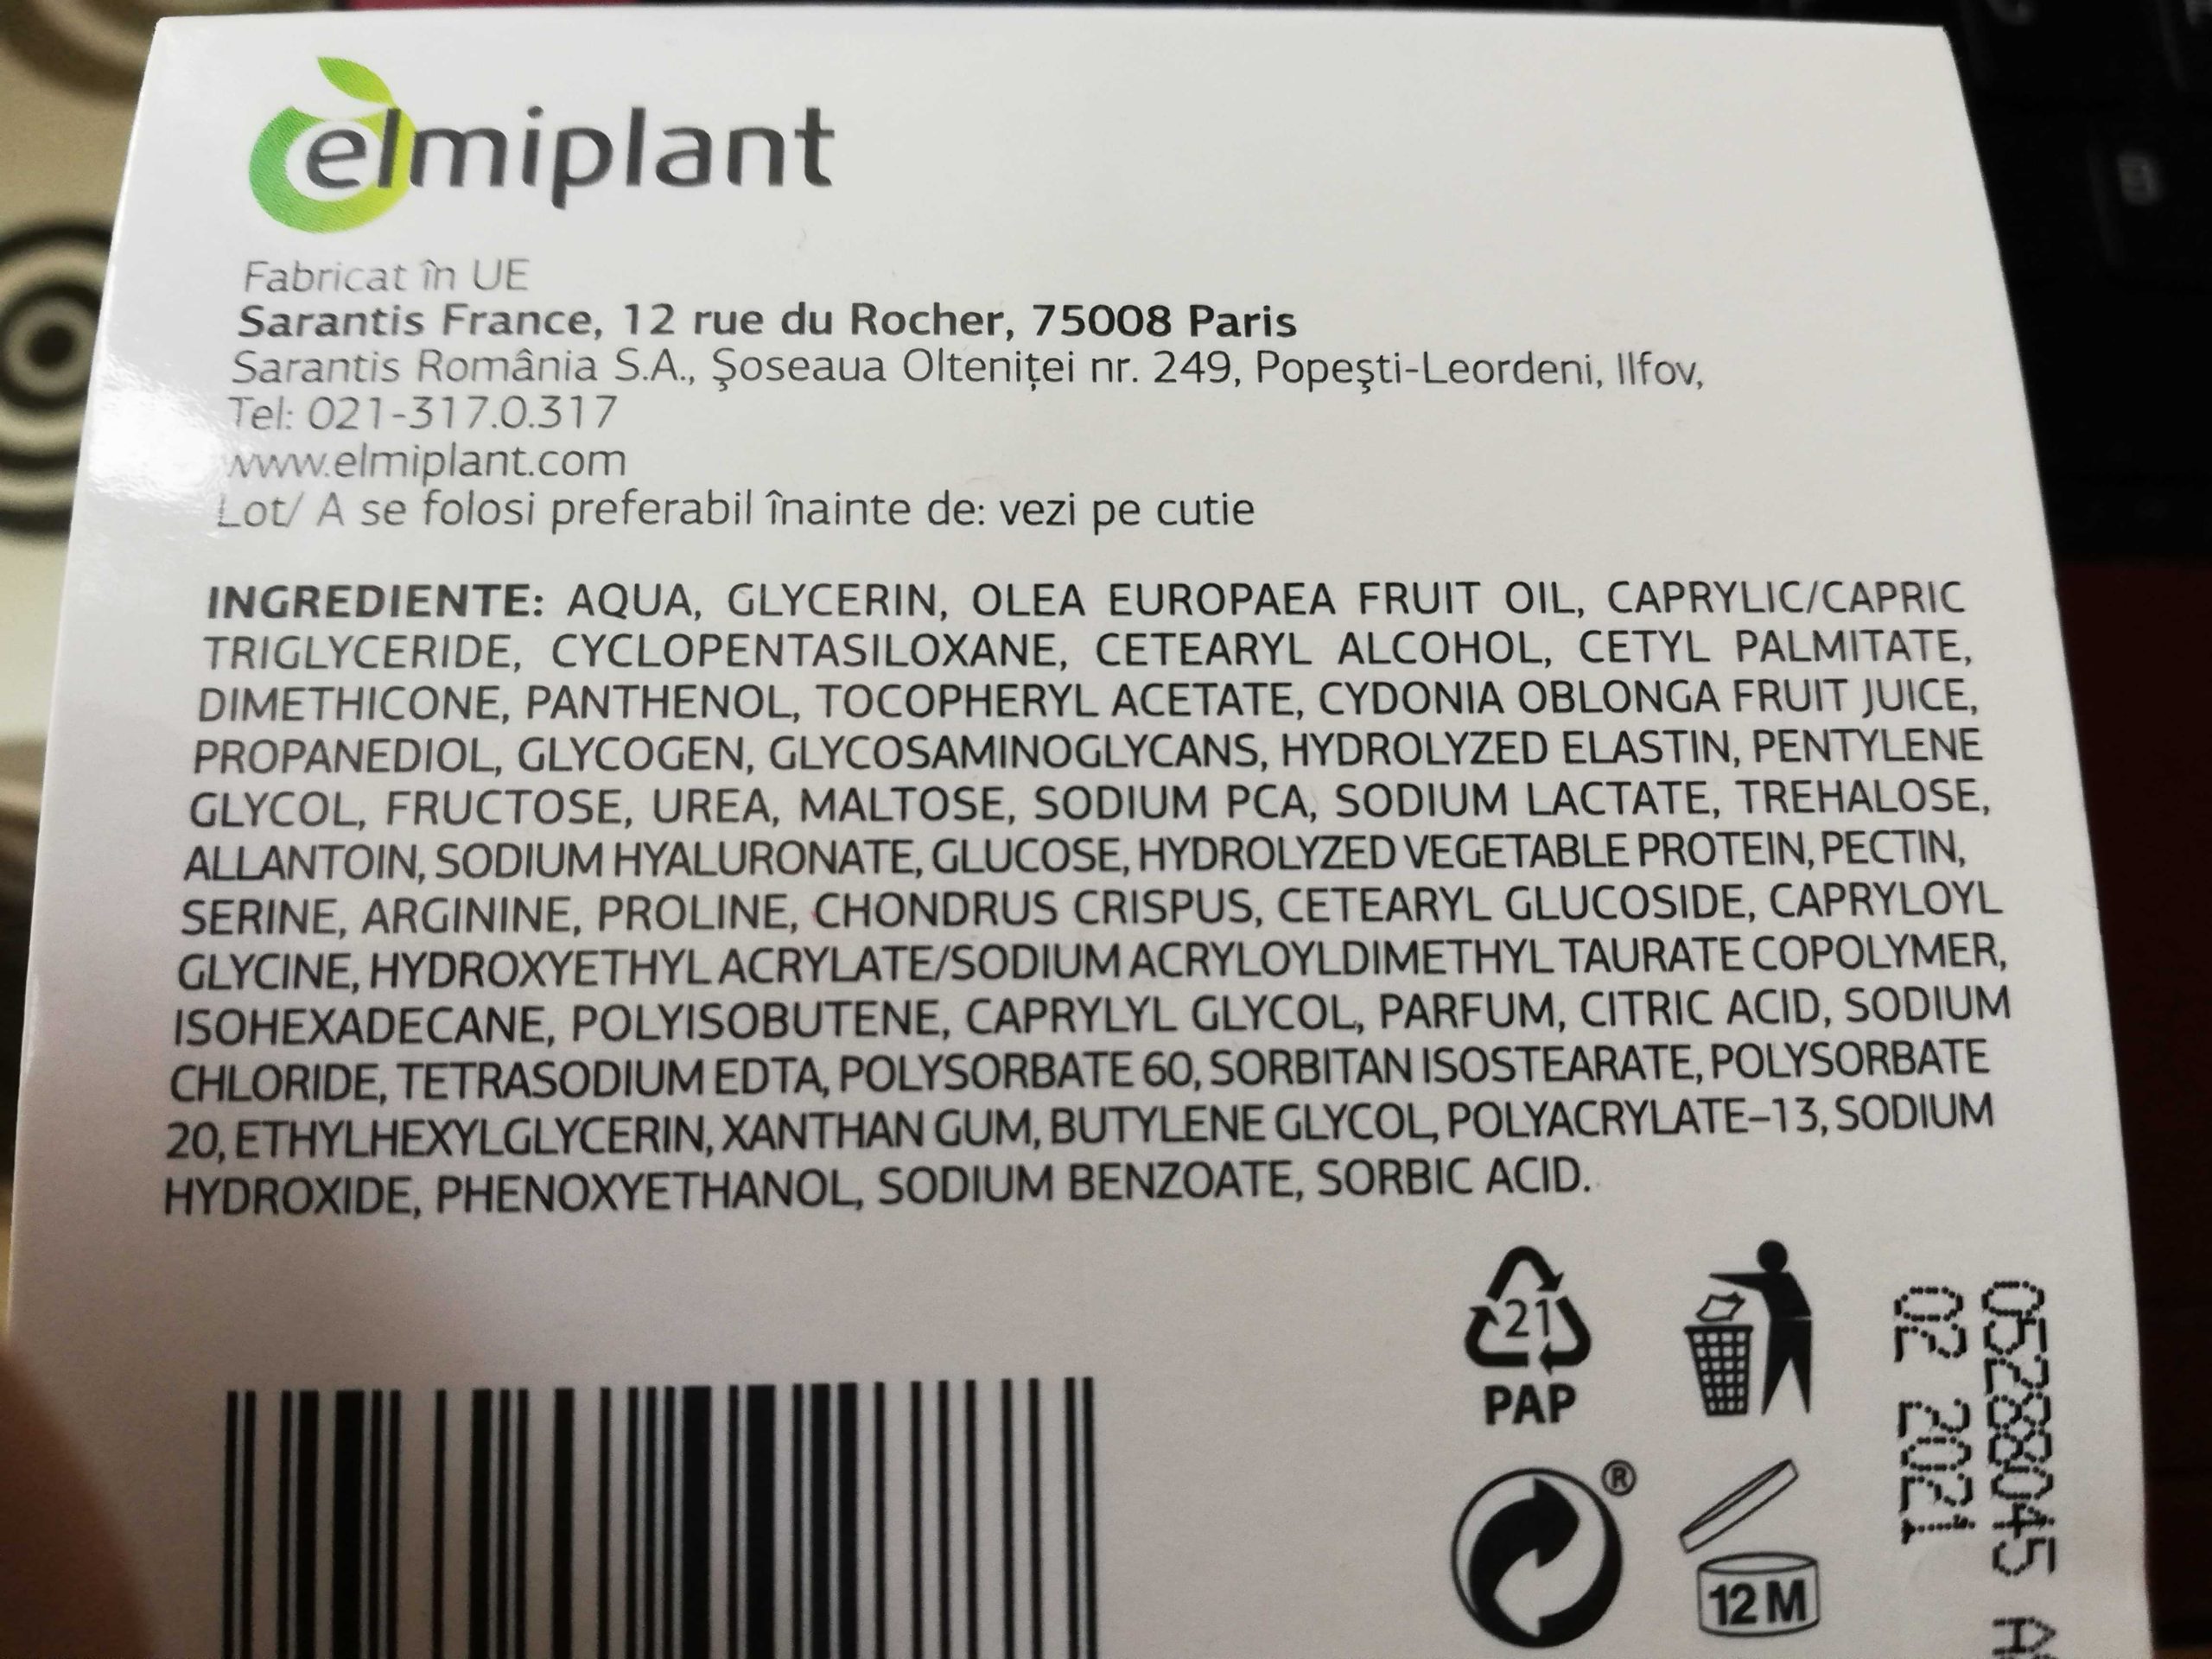 elmiplant
Fabricat în UE
Sarantis France, 12 rue du Rocher, 75008 Paris
Sarantis România S.A., Şoseaua Olteniței nr. 249, Popeşti-Leordeni, Ilfov,
Tel: 021-317.0.317
www.elmiplant.com
Lot/ A se folosi preferabil înainte de: vezi pe cutie
INGREDIENTE: AQUA, GLYCERIN, OLEA EUROPAEA FRUIT OIL, CAPRYLIC/CAPRIC
TRIGLYCERIDE, CYCLOPENTASILOXANE, CETEARYL ALCOHOL, CETYL PALMITATE,
DIMETHICONE, PANTHENOL, TOCOPHERYL ACETATE, CYDONIA OBLONGA FRUIT JUICE,
PROPANEDIOL, GLYCOGEN, GLYCOSAMINOGLYCANS, HYDROLYZED ELASTIN, PENTYLENE
GLYCOL, FRUCTOSE, UREA, MALTOSE, SODIUM PCA, SODIUM LACTATE, TREHALOSE,
ALLANTOIN, SODIUM HYALURONATE, GLUCOSE, HYDROLYZED VEGETABLE PROTEIN, PECTIN,
SERINE, ARGININE, PROLINE, CHONDRUS CRISPUS, CETEARYL GLUCOSIDE, CAPRYLOYL
GLYCINE, HYDROXYETHYL ACRYLATE/SODIUM ACRYLOYLDIMETHYL TAURATE COPOLYMER,
ISOHEXADECANE, POLYISOBUTENE, CAPRYLYL GLYCOL, PARFUM, CITRIC ACID, SODIUM
CHLORIDE, TETRASODIUM EDTA, POLYSORBATE 60, SORBITAN ISOSTEARATE, POLYSORBATE
20, ETHYLHEXYLGLYCERIN, XANTHAN GUM, BUTYLENE GLYCOL, POLYACRYLATE-13, SODIUM
HYDROXIDE, PHENOXYETHANOL, SODIUM BENZOATE, SORBIC ACID.
21
PAP
®
12 M
05288045
02 2021